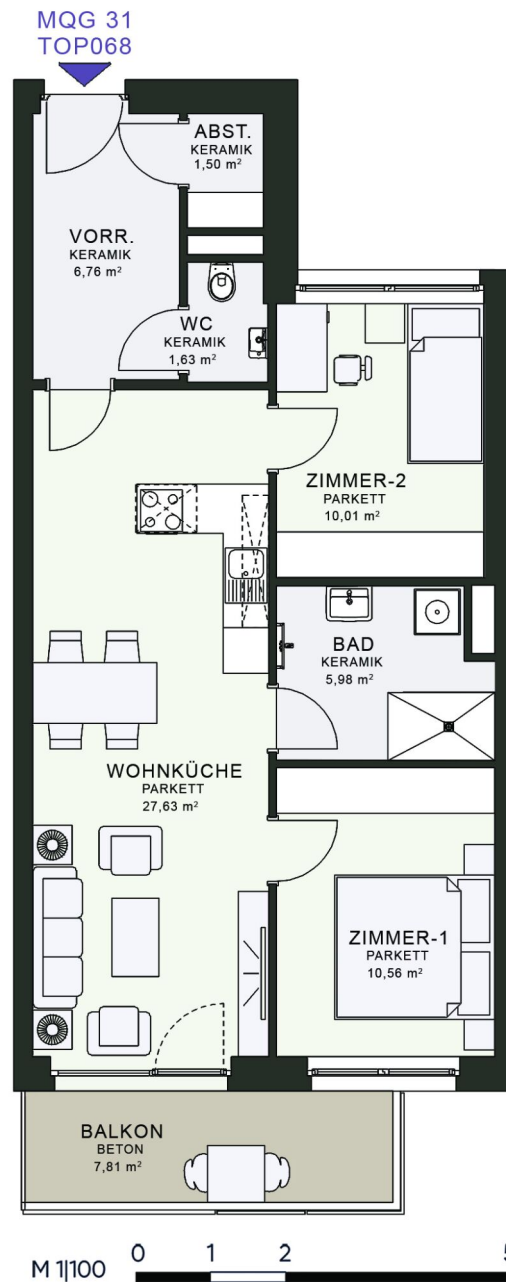 MQG 31
TOP068
ABST.
KERAMIK
1,50 m²
VORR.
KERAMIK
6,76 m²
WC
KERAMIK
1,63 m²
ZIMMER-2
PARKETT
10,01 m²
BAD
KERAMIK
5,98 m²
WOHNKÜCHE
PARKETT
27,63 m²
ZIMMER-1
PARKETT
10,56 m²
BALKON
BETON
7,81 m²
M 1|100 0 1 2 5